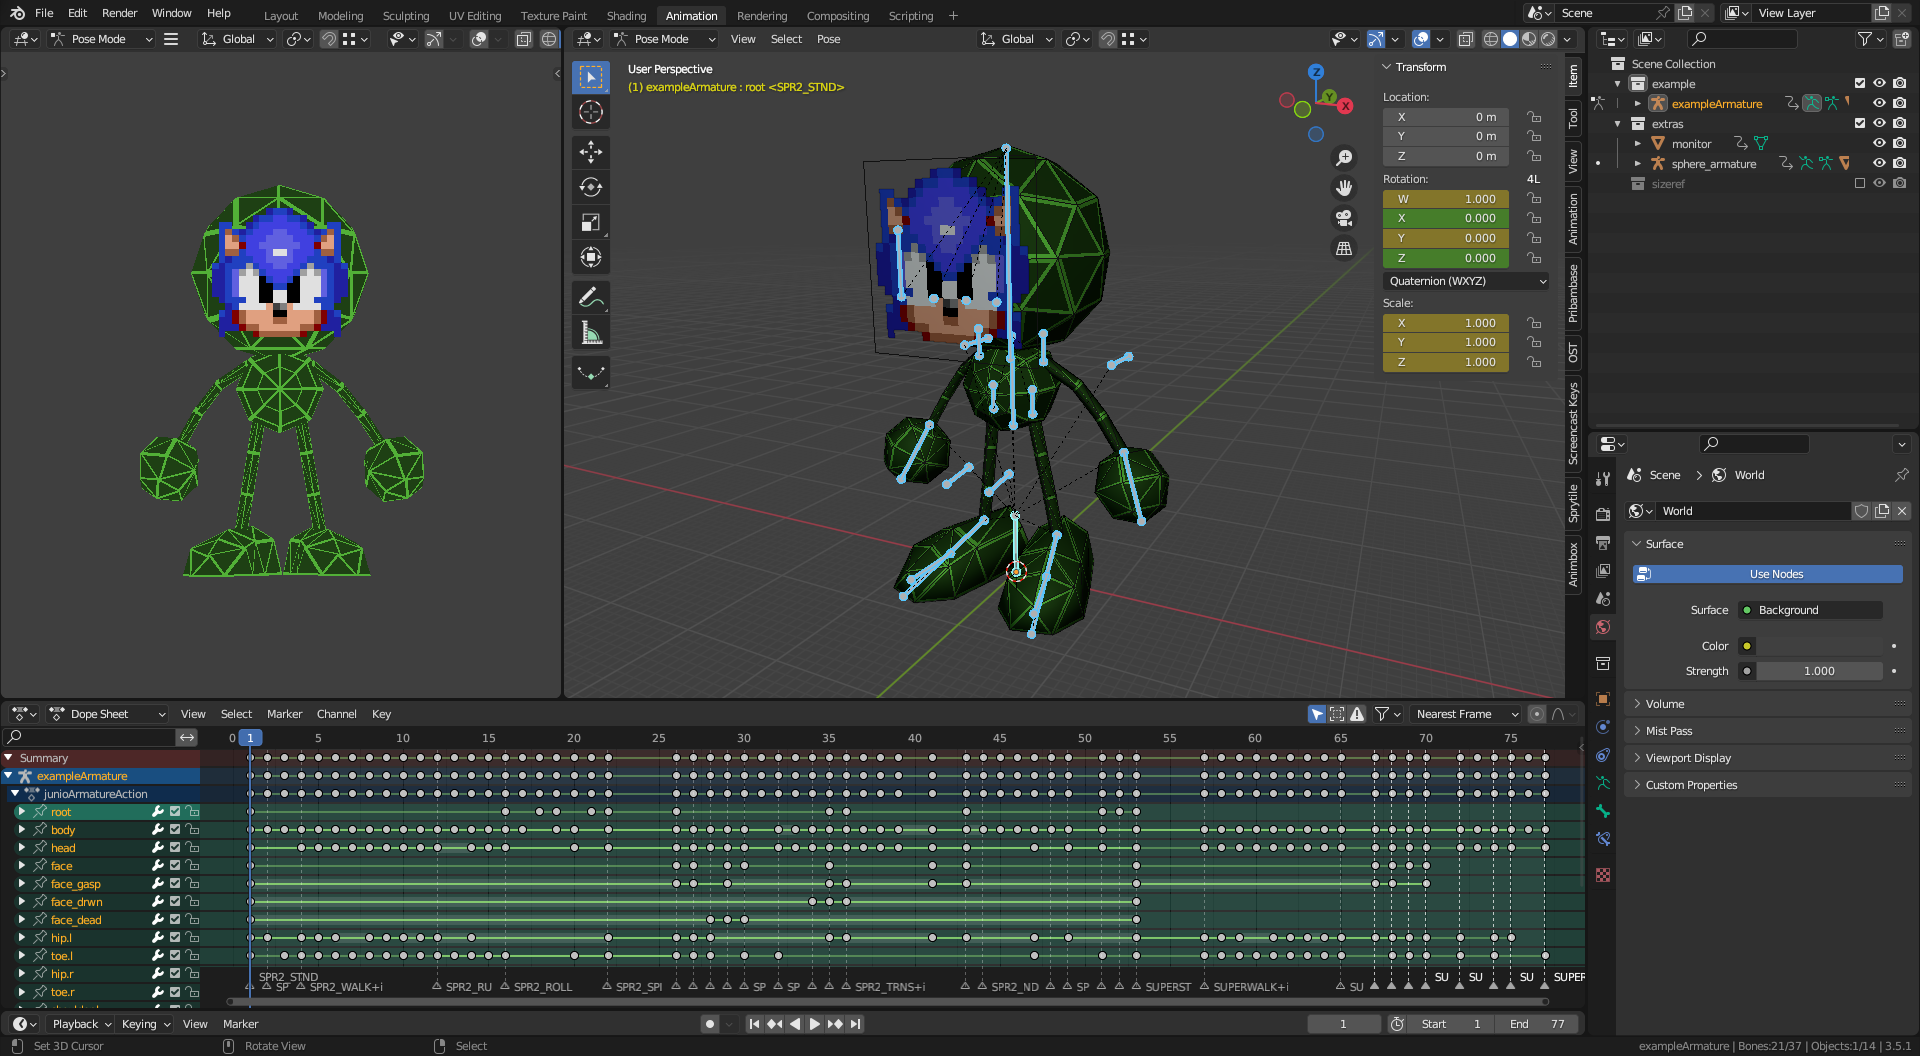 File Edit Render Window Help Layout Modeling Sculpting UV Editing Texture Paint Shading Animation Rendering Compositing Scripting + Scene View Layer
Pose Mode Global
Pose Mode View Select Pose Global
User Perspective
(1) exampleArmature : root <SPR2_STND>
Z
Y
X
Transform
Location:
X 0 m
Y 0 m
Z 0 m
Rotation: 4L
W 1.000
X 0.000
Y 0.000
Z 0.000
Quaternion (WXYZ)
Scale:
X 1.000
Y 1.000
Z 1.000
Item
Tool
View
Animation
Pribambase
OST
Screencast Keys
Sprytile
Animbox
Scene Collection
example
exampleArmature
extras
monitor
sphere_armature
sizeref
Scene > World
World
Surface
Use Nodes
Surface Background
Color
Strength 1.000
Volume
Mist Pass
Viewport Display
Custom Properties
Dope Sheet View Select Marker Channel Key Nearest Frame
0 1 5 10 15 20 25 30 35 40 45 50 55 60 65 70 75
Summary
exampleArmature
junioArmatureAction
root
body
head
face
face_gasp
face_drwn
face_dead
hip.l
toe.l
hip.r
toe.r
SPR2_STND
SU SU SU SUPER
SP SPR2_WALK+i SPR2_RU SPR2_ROLL SPR2_SPI SP SP SPR2_TRNS+i SPR2_ND SP SUPERST SUPERWALK+i SU
Playback Keying View Marker 1 Start 1 End 77
Set 3D Cursor Rotate View Select exampleArmature | Bones:21/37 | Objects:1/14 | 3.5.1